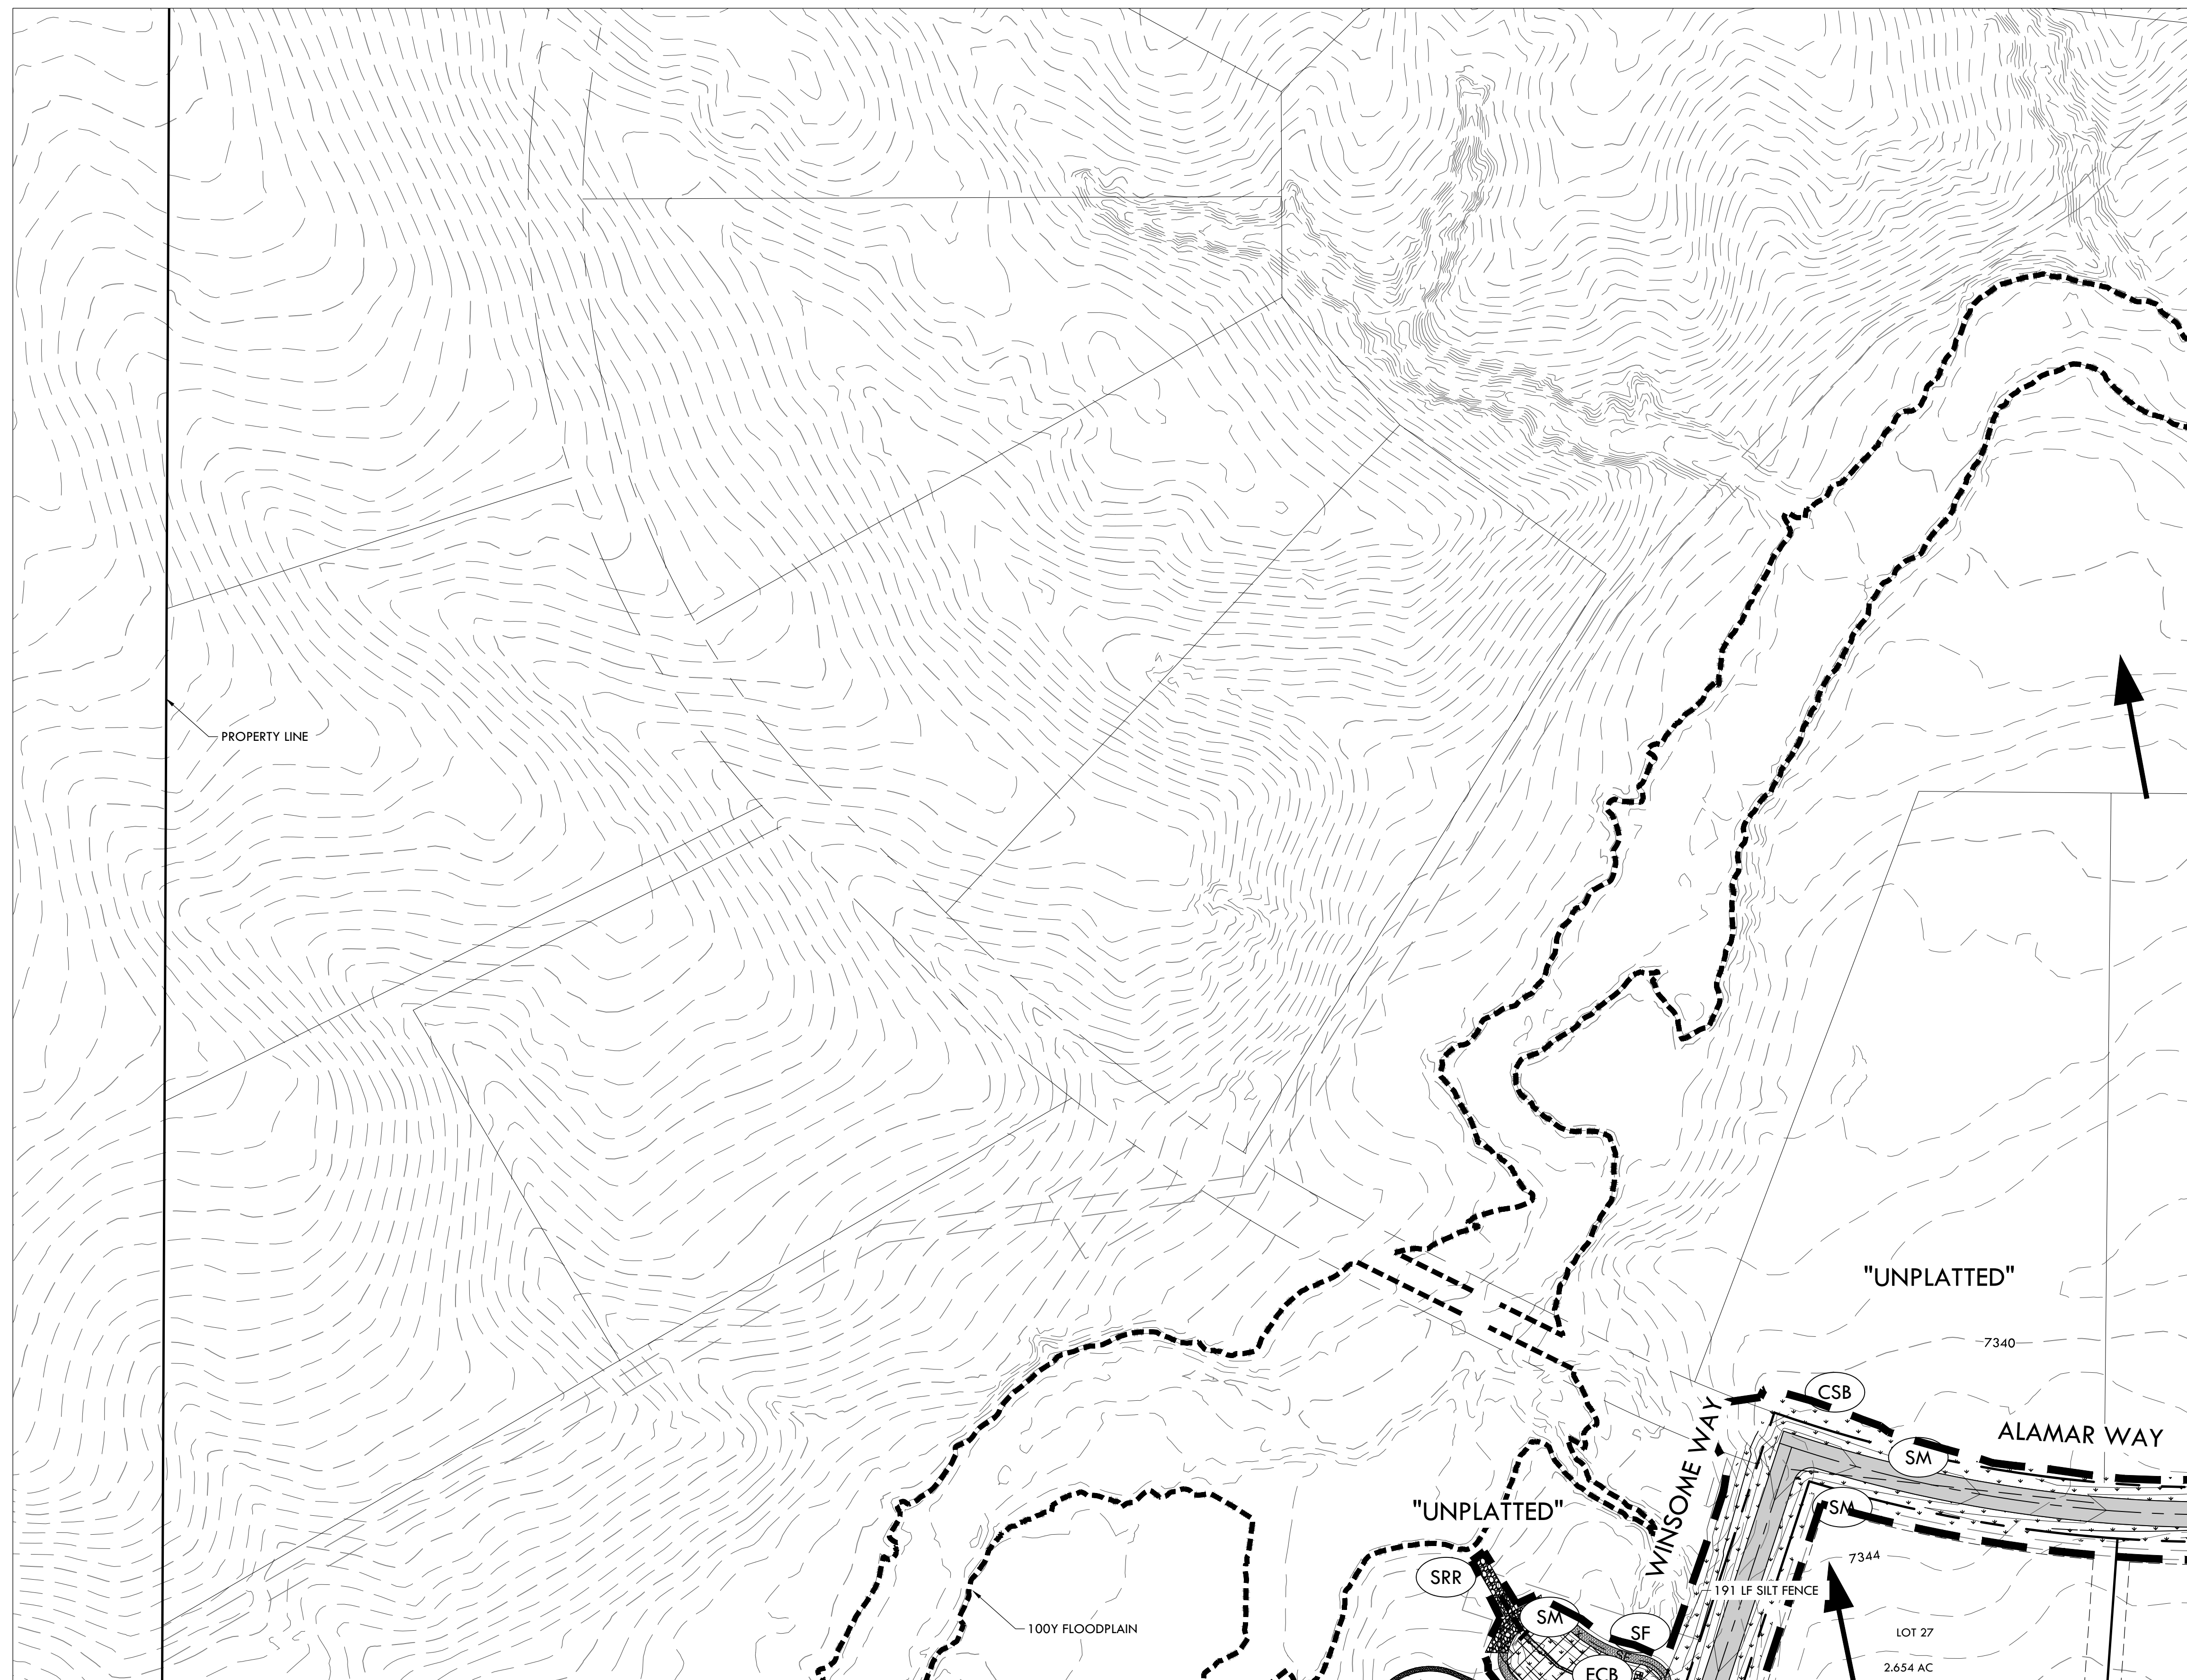 PROPERTY LINE
"UNPLATTED"
7340
CSB
ALAMAR WAY
SM
WINSOME WAY
SM
"UNPLATTED"
7344
SRR
191 LF SILT FENCE
SM
SF
100Y FLOODPLAIN
LOT 27
2.654 AC
ECB